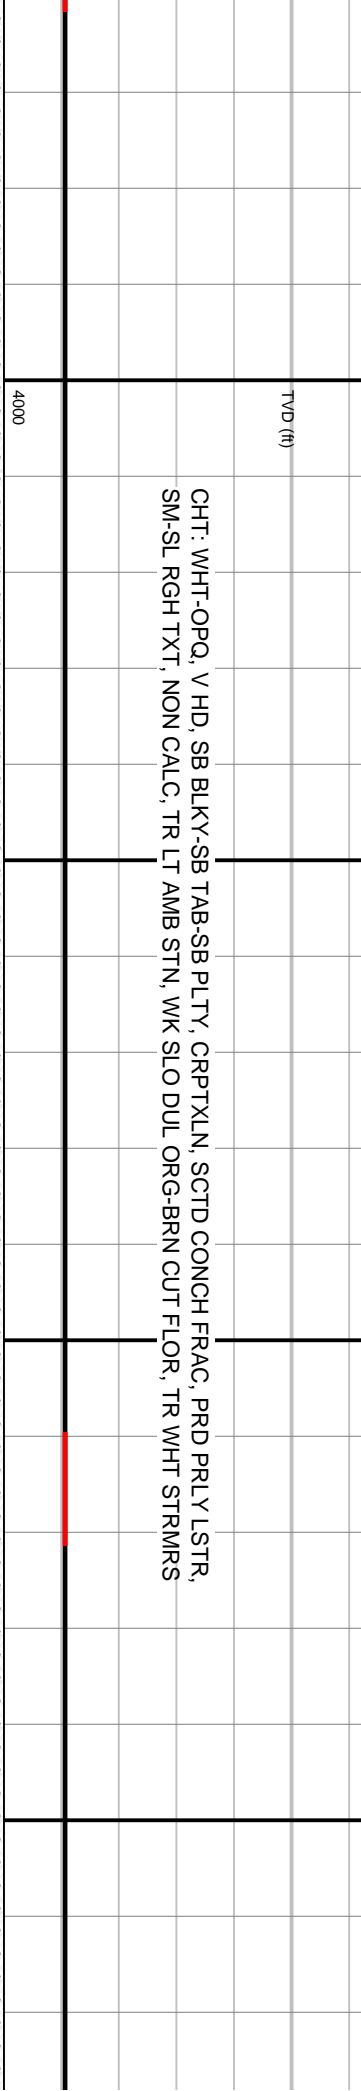 TVD (ft)
4000
CHT: WHT-OPQ, V HD, SB BLKY-SB TAB-SB PLTY, CRPTXLN, SCTD CONCH FRAC, PRD PRLY LSTR,
SM-SL RGH TXT, NON CALC, TR LT AMB STN, WK SLO DUL ORG-BRN CUT FLOR, TR WHT STRMRS